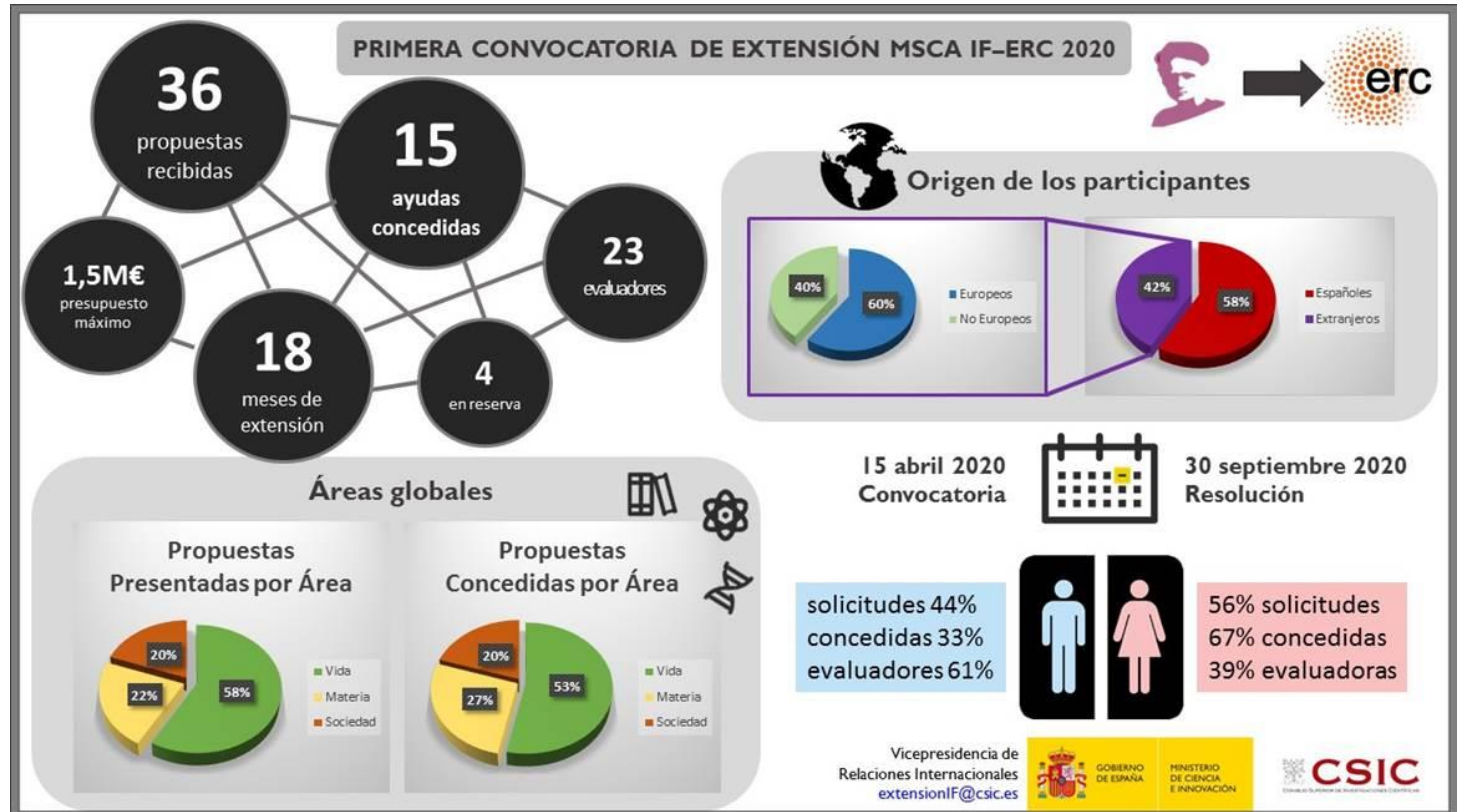 PRIMERA CONVOCATORIA DE EXTENSIÓN MSCA IF–ERC 2020
erc
36
propuestas
recibidas
15
ayudas
concedidas
23
evaluadores
1,5M€
presupuesto
máximo
18
meses de
extensión
4
en reserva
Origen de los participantes
40%
60%
Europeos
No Europeos
42%
58%
Españoles
Extranjeros
15 abril 2020
Convocatoria
30 septiembre 2020
Resolución
Áreas globales
Propuestas
Presentadas por Área
20%
22%
58%
Vida
Materia
Sociedad
Propuestas
Concedidas por Área
20%
27%
53%
Vida
Materia
Sociedad
solicitudes 44%
concedidas 33%
evaluadores 61%
56% solicitudes
67% concedidas
39% evaluadoras
Vicepresidencia de
Relaciones Internacionales
extensionIF@csic.es
GOBIERNO
DE ESPAÑA
MINISTERIO
DE CIENCIA
E INNOVACIÓN
CSIC
CONSEJO SUPERIOR DE INVESTIGACIONES CIENTÍFICAS